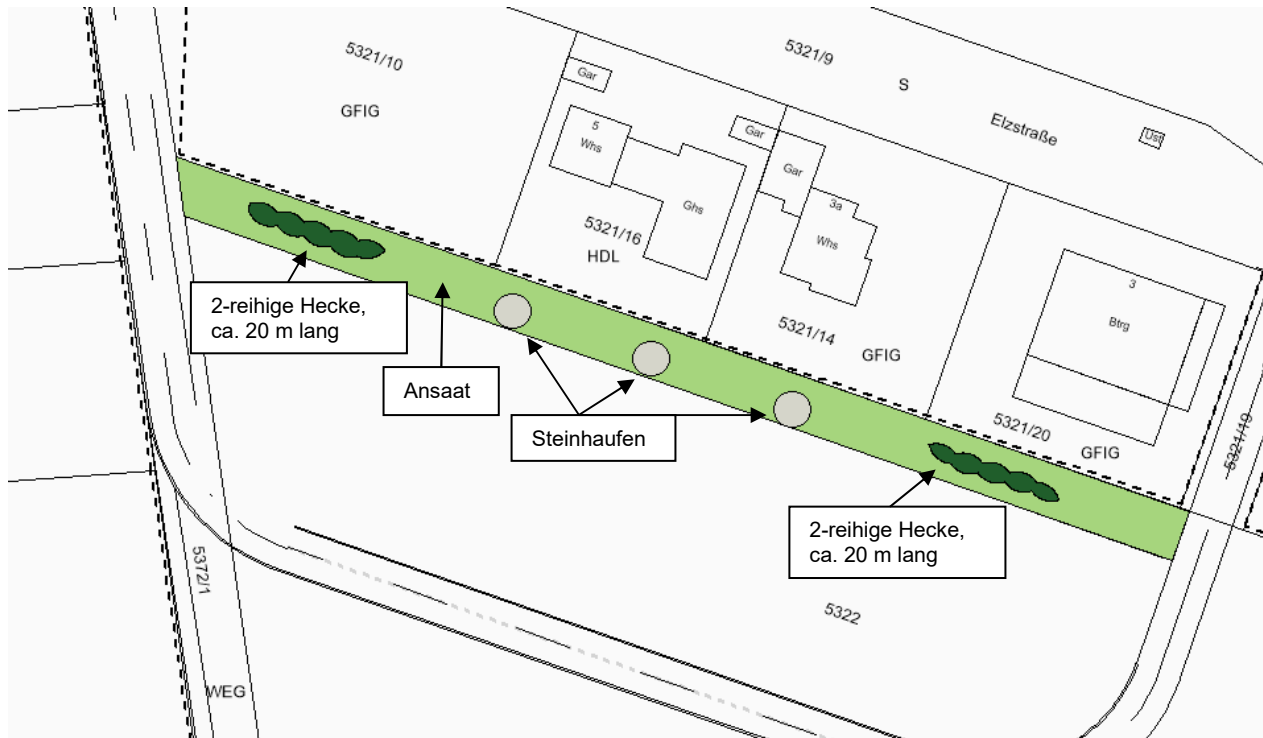 5321/10
GFIG
5321/9
S
Elzstraße
Ust
Gar
5
Whs
Gar
Gar
Ghs
3a
Whs
5321/16
HDL
3
Btrg
5321/14
GFIG
2-reihige Hecke,
ca. 20 m lang
Ansaat
Steinhaufen
5321/20
GFIG
5321/19
2-reihige Hecke,
ca. 20 m lang
5372/1
5322
WEG